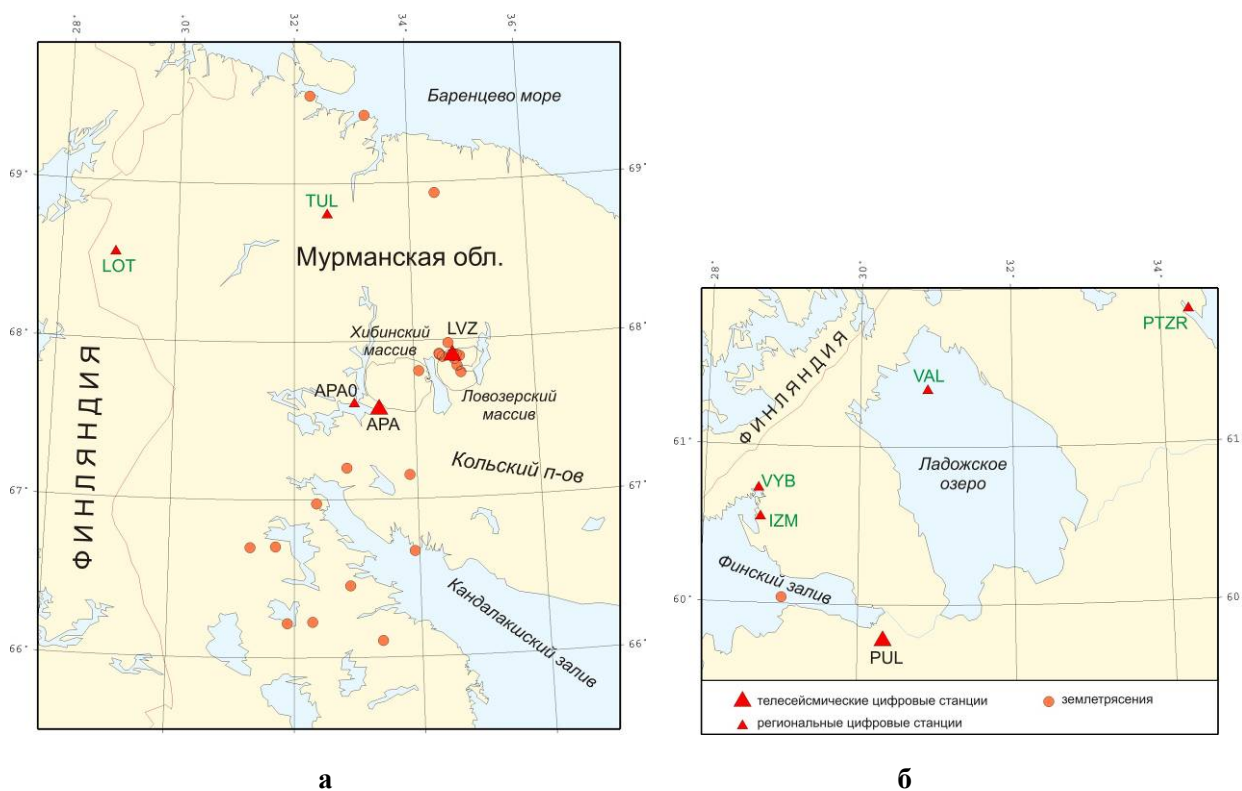 28°
30°
32°
34°
36°
Баренцево море
69°
69°
TUL
LOT
Мурманская обл.
68°
68°
Хибинский
массив
LVZ
ФИНЛЯНДИЯ
APA0
APA
Ловозерский
массив
Кольский п-ов
67°
67°
Кандалакшский залив
66°
66°
а
28°
30°
32°
34°
PTZR
ФИНЛЯНДИЯ
VAL
61°
61
Ладожское
озеро
VYB
IZM
Финский залив
60°
60
PUL
телесейсмические цифровые станции
землетрясения
региональные цифровые станции
б